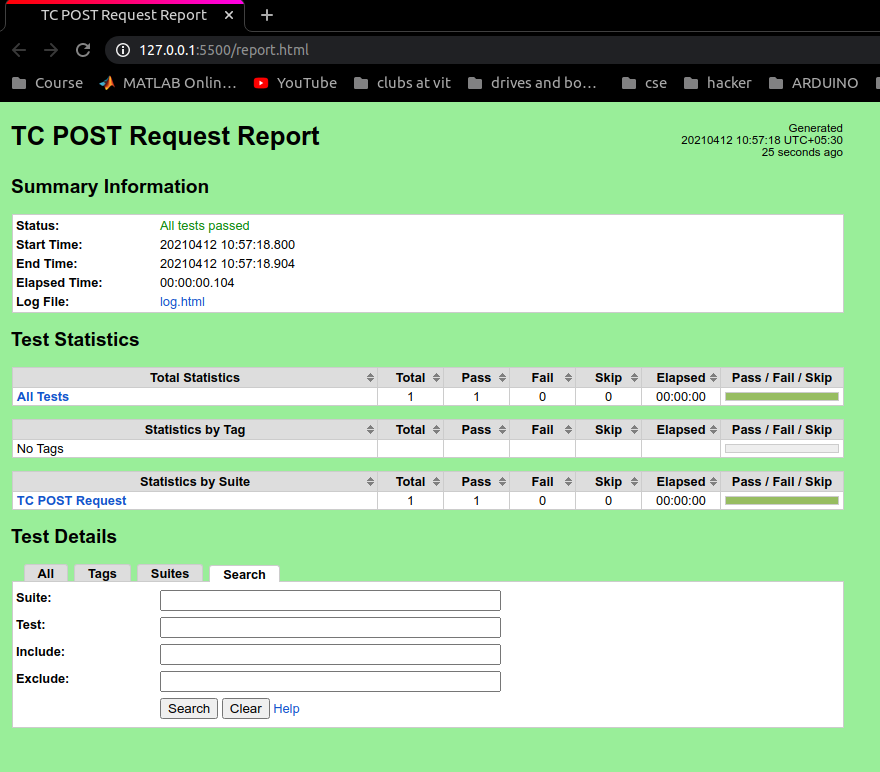 TC POST Request Report
127.0.0.1:5500/report.html
Course MATLAB Onlin… YouTube clubs at vit drives and bo… cse hacker ARDUINO
TC POST Request Report
Generated
20210412 10:57:18 UTC+05:30
25 seconds ago
Summary Information
Status: All tests passed
Start Time: 20210412 10:57:18.800
End Time: 20210412 10:57:18.904
Elapsed Time: 00:00:00.104
Log File: log.html
Test Statistics
Total Statistics Total Pass Fail Skip Elapsed Pass / Fail / Skip
All Tests 1 1 0 0 00:00:00
Statistics by Tag Total Pass Fail Skip Elapsed Pass / Fail / Skip
No Tags
Statistics by Suite Total Pass Fail Skip Elapsed Pass / Fail / Skip
TC POST Request 1 1 0 0 00:00:00
Test Details
All Tags Suites Search
Suite:
Test:
Include:
Exclude:
Search Clear Help